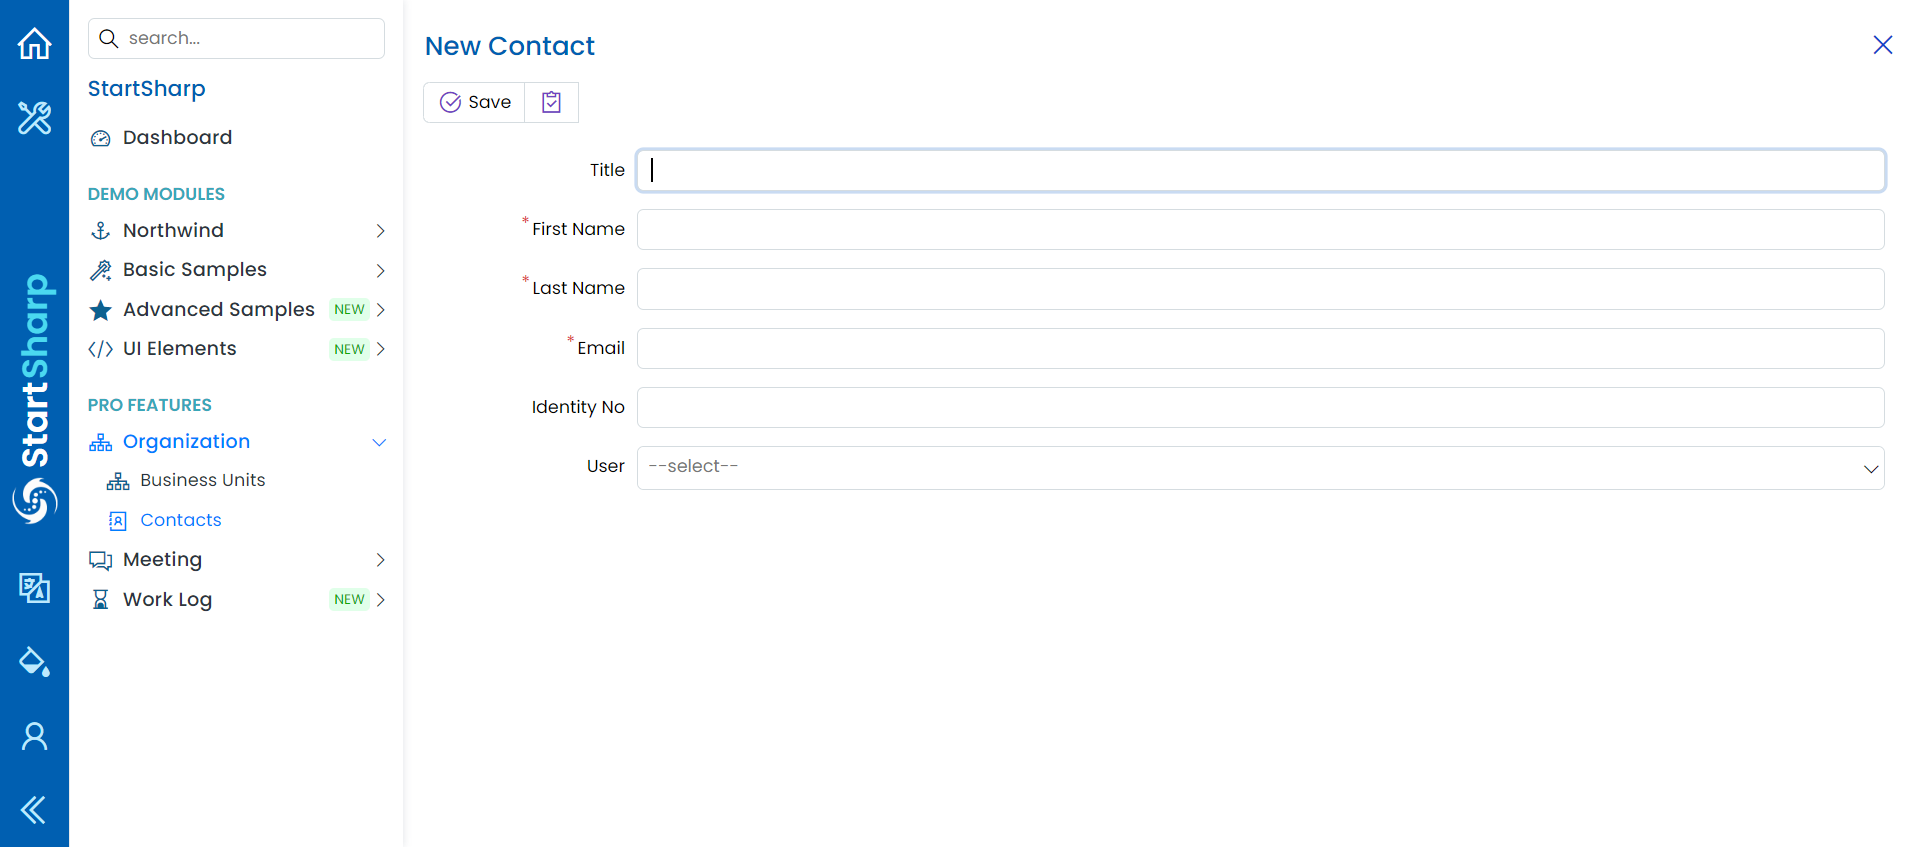 search...
StartSharp
Dashboard
DEMO MODULES
Northwind
Basic Samples
Advanced Samples NEW
UI Elements NEW
PRO FEATURES
Organization
Business Units
Contacts
Meeting
Work Log NEW
StartSharp
New Contact
Save
Title
*First Name
*Last Name
*Email
Identity No
User --select--